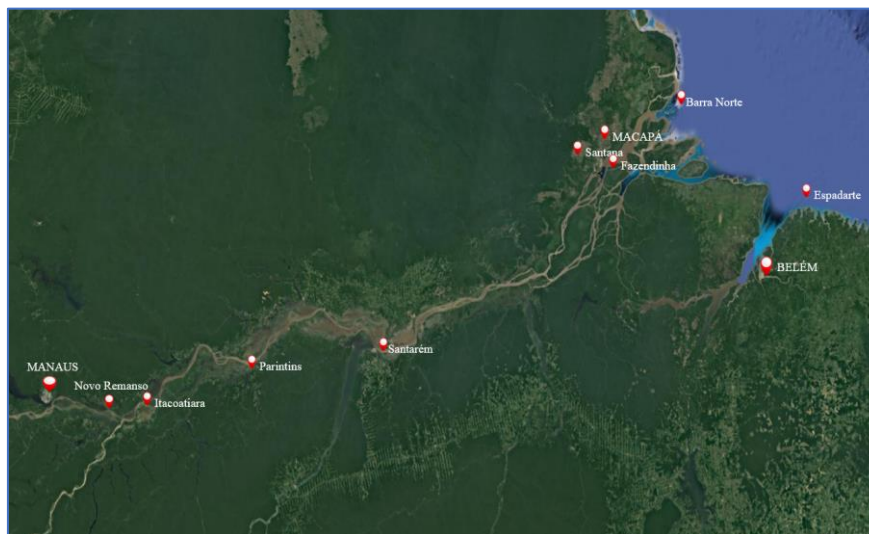 Barra Norte
MACAPÁ
Santana
Fazendinha
Espadarte
BELÉM
Santarém
Parintins
MANAUS
Novo Remanso
Itacoatiara